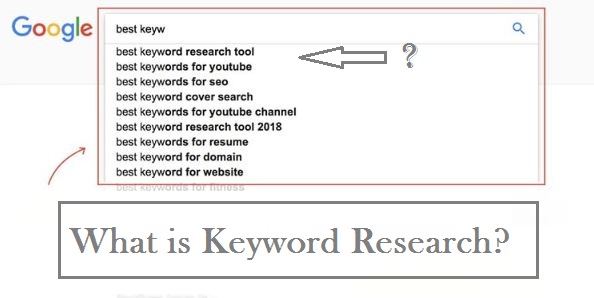 Google
best keyw
best keyword research tool
?
best keywords for youtube
best keywords for seo
best keyword cover search
best keywords for youtube channel
best keyword research tool 2018
best keywords for resume
best keyword for domain
best keyword for website
best keywords for fitness
What is Keyword Research?